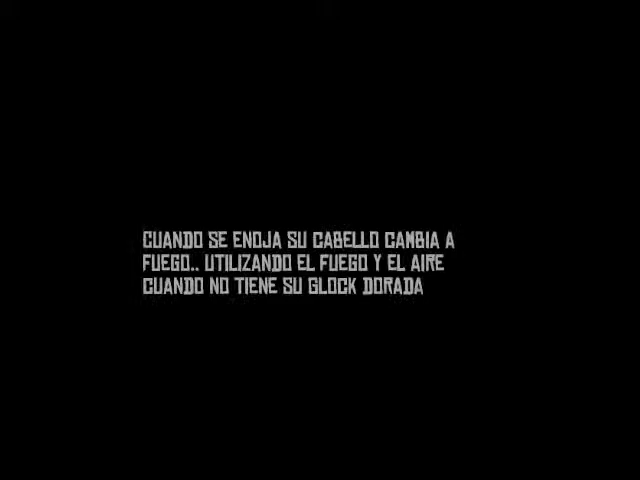 CUANDO SE ENOJA SU CABELLO CAMBIA A
FUEGO.. UTILIZANDO EL FUEGO Y EL AIRE
CUANDO NO TIENE SU GLOCK DORADA